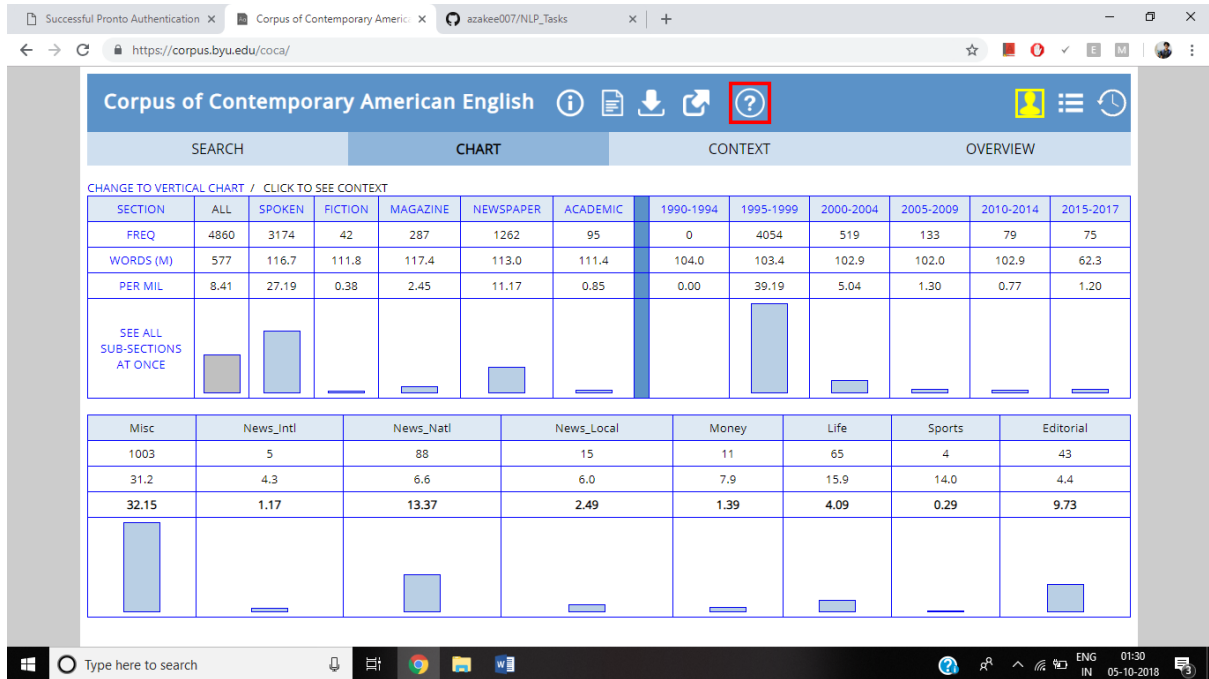 Successful Pronto Authentication
Corpus of Contemporary America
azakee007/NLP_Tasks
https://corpus.byu.edu/coca/
E M
Corpus of Contemporary American English
SEARCH CHART CONTEXT OVERVIEW
CHANGE TO VERTICAL CHART / CLICK TO SEE CONTEXT
SECTION ALL SPOKEN FICTION MAGAZINE NEWSPAPER ACADEMIC 1990-1994 1995-1999 2000-2004 2005-2009 2010-2014 2015-2017
FREQ 4860 3174 42 287 1262 95 0 4054 519 133 79 75
WORDS (M) 577 116.7 111.8 117.4 113.0 111.4 104.0 103.4 102.9 102.0 102.9 62.3
PER MIL 8.41 27.19 0.38 2.45 11.17 0.85 0.00 39.19 5.04 1.30 0.77 1.20
SEE ALL
SUB-SECTIONS
AT ONCE
Misc News_Intl News_Natl News_Local Money Life Sports Editorial
1003 5 88 15 11 65 4 43
31.2 4.3 6.6 6.0 7.9 15.9 14.0 4.4
32.15 1.17 13.37 2.49 1.39 4.09 0.29 9.73
Type here to search
ENG 01:30
IN 05-10-2018 3